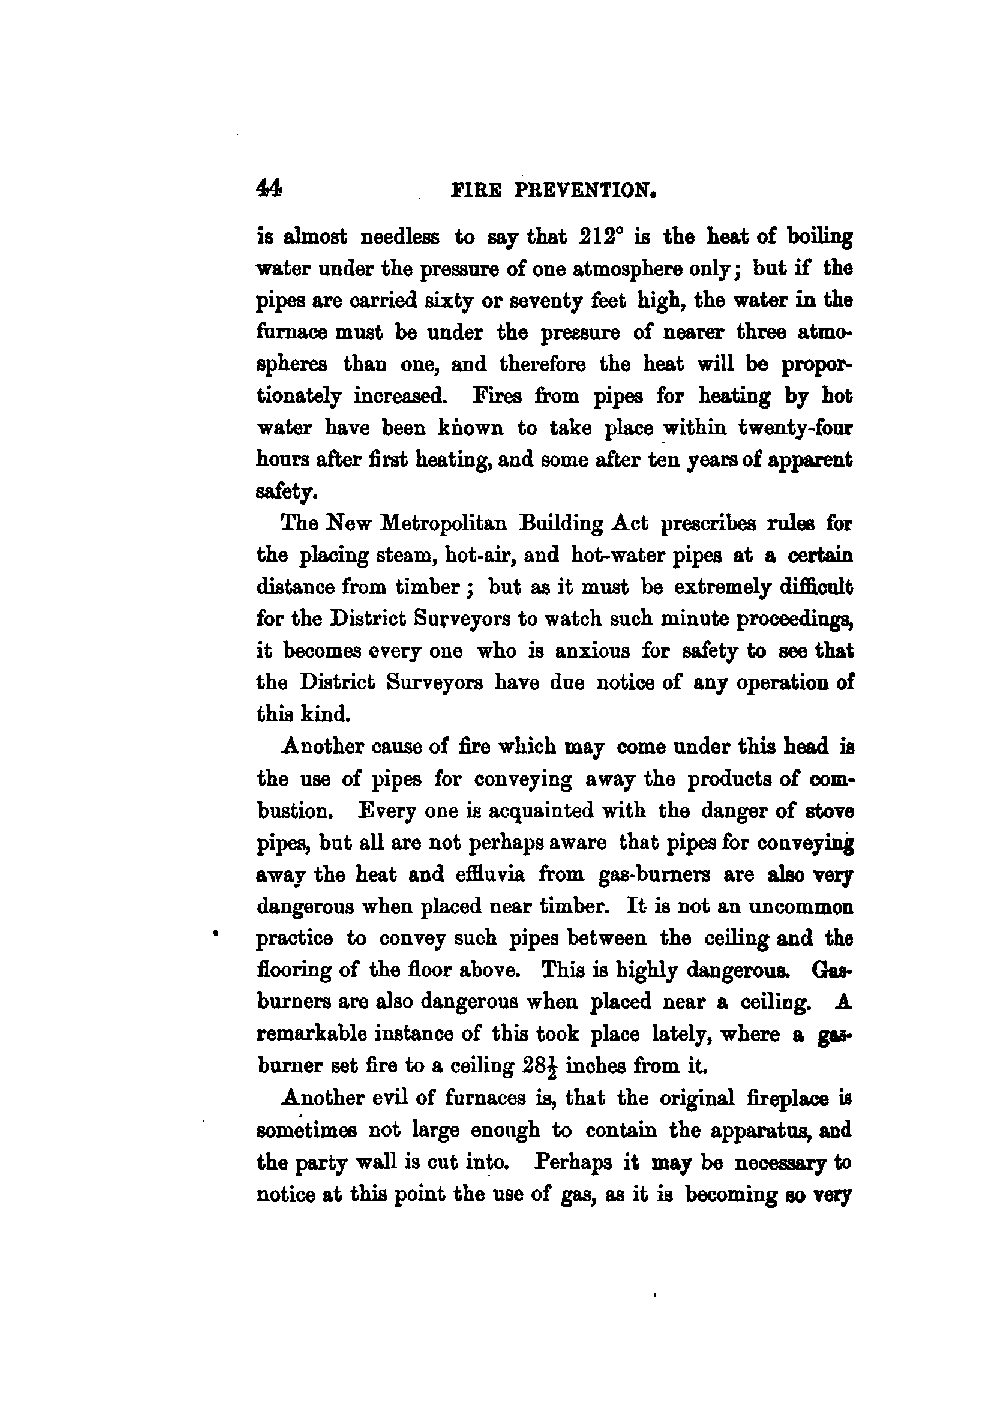 44 FIRE PREVENTION.
is almost needless to say that 212° is the heat of boiling
water under the pressure of one atmosphere only; but if the
pipes are carried sixty or seventy feet high, the water in the
furnace must be under the pressure of nearer three atmo-
spheres than one, and therefore the heat will be propor-
tionately increased. Fires from pipes for heating by hot
water have been known to take place within twenty-four
hours after first heating, and some after ten years of apparent
safety.
The New Metropolitan Building Act prescribes rules for
the placing steam, hot-air, and hot-water pipes at a certain
distance from timber; but as it must be extremely difficult
for the District Surveyors to watch such minute proceedings,
it becomes every one who is anxious for safety to see that
the District Surveyors have due notice of any operation of
this kind.
Another cause of fire which may come under this head is
the use of pipes for conveying away the products of com-
bustion. Every one is acquainted with the danger of stove
pipes, but all are not perhaps aware that pipes for conveying
away the heat and effluvia from gas-burners are also very
dangerous when placed near timber. It is not an uncommon
practice to convey such pipes between the ceiling and the
flooring of the floor above. This is highly dangerous. Gas-
burners are also dangerous when placed near a ceiling. A
remarkable instance of this took place lately, where a gas-
burner set fire to a ceiling 28½ inches from it.
Another evil of furnaces is, that the original fireplace is
sometimes not large enough to contain the apparatus, and
the party wall is cut into. Perhaps it may be necessary to
notice at this point the use of gas, as it is becoming so very